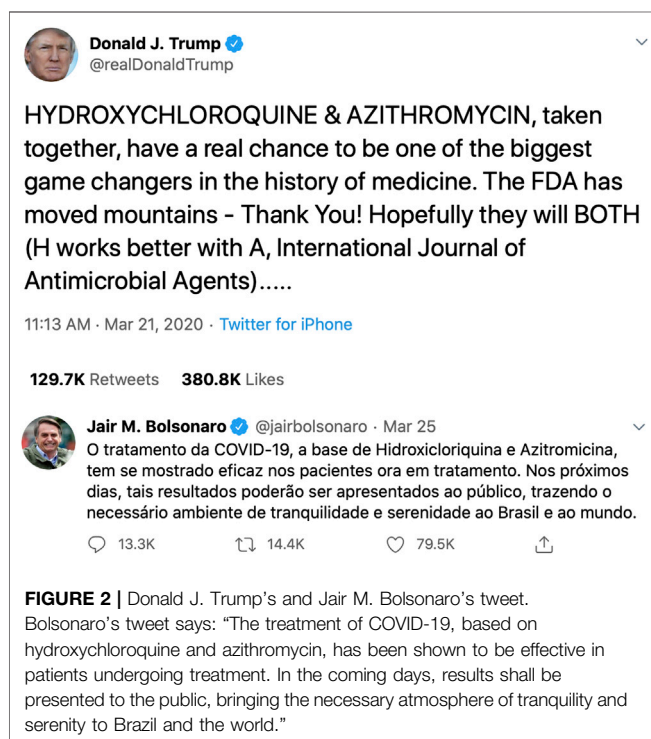 Donald J. Trump
@realDonaldTrump
HYDROXYCHLOROQUINE & AZITHROMYCIN, taken
together, have a real chance to be one of the biggest
game changers in the history of medicine. The FDA has
moved mountains - Thank You! Hopefully they will BOTH
(H works better with A, International Journal of
Antimicrobial Agents).....
11:13 AM · Mar 21, 2020 · Twitter for iPhone
129.7K Retweets 380.8K Likes
Jair M. Bolsonaro @jairbolsonaro · Mar 25
O tratamento da COVID-19, a base de Hidroxicloriquina e Azitromicina,
tem se mostrado eficaz nos pacientes ora em tratamento. Nos próximos
dias, tais resultados poderão ser apresentados ao público, trazendo o
necessário ambiente de tranquilidade e serenidade ao Brasil e ao mundo.
13.3K 14.4K 79.5K
FIGURE 2 | Donald J. Trump's and Jair M. Bolsonaro's tweet.
Bolsonaro's tweet says: "The treatment of COVID-19, based on
hydroxychloroquine and azithromycin, has been shown to be effective in
patients undergoing treatment. In the coming days, results shall be
presented to the public, bringing the necessary atmosphere of tranquility and
serenity to Brazil and the world."